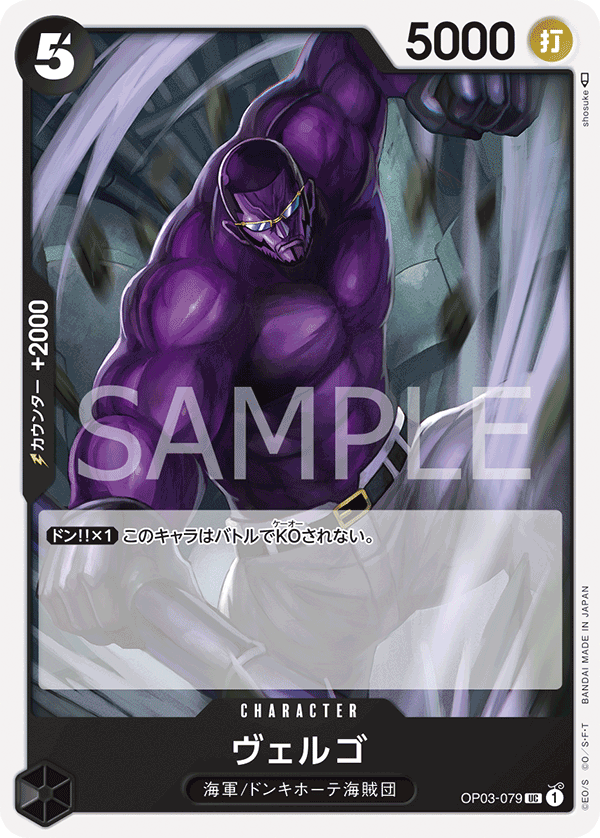 5
5000 打
shosuke
カウンター +2000
SAMPLE
ドン!!×1 このキャラはバトルでKOされない。
ケーオー
CHARACTER
ヴェルゴ
海軍/ドンキホーテ海賊団
OP03-079 UC 1
©EO/S ©O/S・F・T BANDAI MADE IN JAPAN